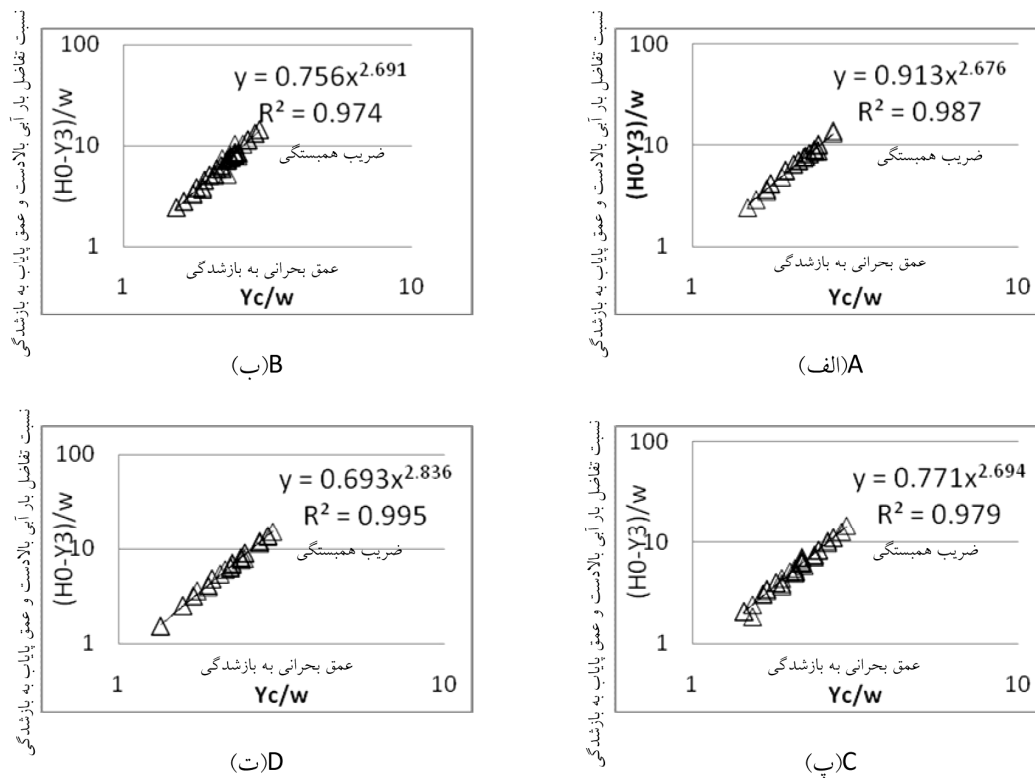 نسبت تفاضل بار آبی بالادست و عمق پایاب به بازشدگی
(H0-Y3)/w
100
10
1
y = 0.913x^2.676
R² = 0.987
ضریب همبستگی
عمق بحرانی به بازشدگی
1
Yc/w
10
A(الف)
نسبت تفاضل بار آبی بالادست و عمق پایاب به بازشدگی
(H0-Y3)/w
100
10
1
y = 0.756x^2.691
R² = 0.974
ضریب همبستگی
عمق بحرانی به بازشدگی
1
Yc/w
10
B(ب)
نسبت تفاضل بار آبی بالادست و عمق پایاب به بازشدگی
(H0-Y3)/w
100
10
1
y = 0.771x^2.694
R² = 0.979
ضریب همبستگی
عمق بحرانی به بازشدگی
1
Yc/w
10
C(پ)
نسبت تفاضل بار آبی بالادست و عمق پایاب به بازشدگی
(H0-Y3)/w
100
10
1
y = 0.693x^2.836
R² = 0.995
ضریب همبستگی
عمق بحرانی به بازشدگی
1
Yc/w
10
D(ت)